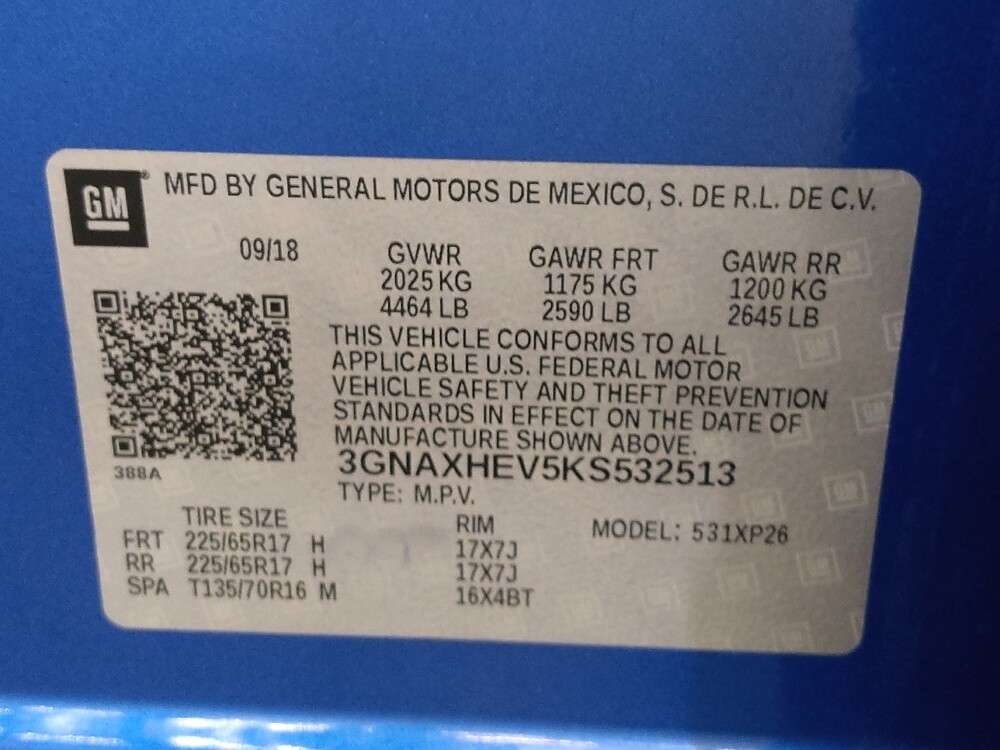 GM® MFD BY GENERAL MOTORS DE MEXICO, S. DE R.L. DE C.V.
09/18 GVWR GAWR FRT GAWR RR
2025 KG 1175 KG 1200 KG
4464 LB 2590 LB 2645 LB
THIS VEHICLE CONFORMS TO ALL
APPLICABLE U.S. FEDERAL MOTOR
VEHICLE SAFETY AND THEFT PREVENTION
STANDARDS IN EFFECT ON THE DATE OF
MANUFACTURE SHOWN ABOVE.
388A 3GNAXHEV5KS532513
TYPE: M.P.V.
TIRE SIZE RIM MODEL: 531XP26
FRT 225/65R17 H 17X7J
RR 225/65R17 H 17X7J
SPA T135/70R16 M 16X4BT